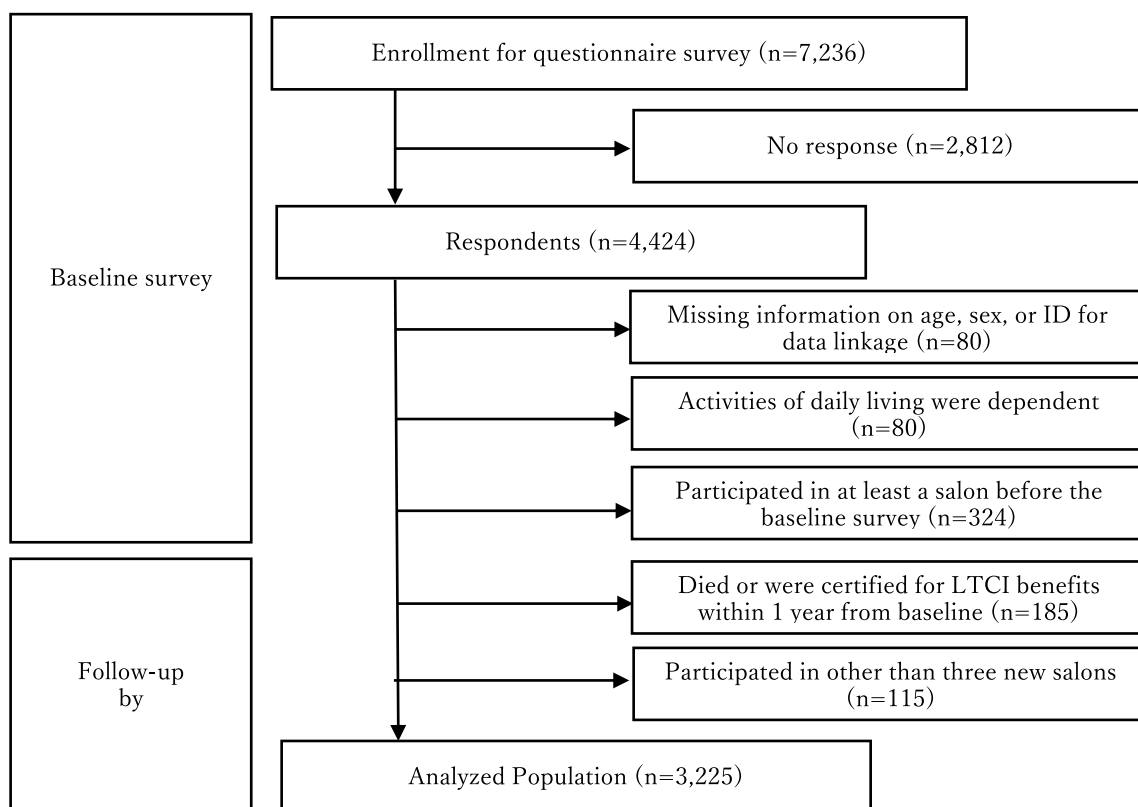 Enrollment for questionnaire survey (n=7,236)
No response (n=2,812)
Respondents (n=4,424)
Baseline survey
Missing information on age, sex, or ID for
data linkage (n=80)
Activities of daily living were dependent
(n=80)
Participated in at least a salon before the
baseline survey (n=324)
Died or were certified for LTCI benefits
within 1 year from baseline (n=185)
Follow-up
by
Participated in other than three new salons
(n=115)
Analyzed Population (n=3,225)